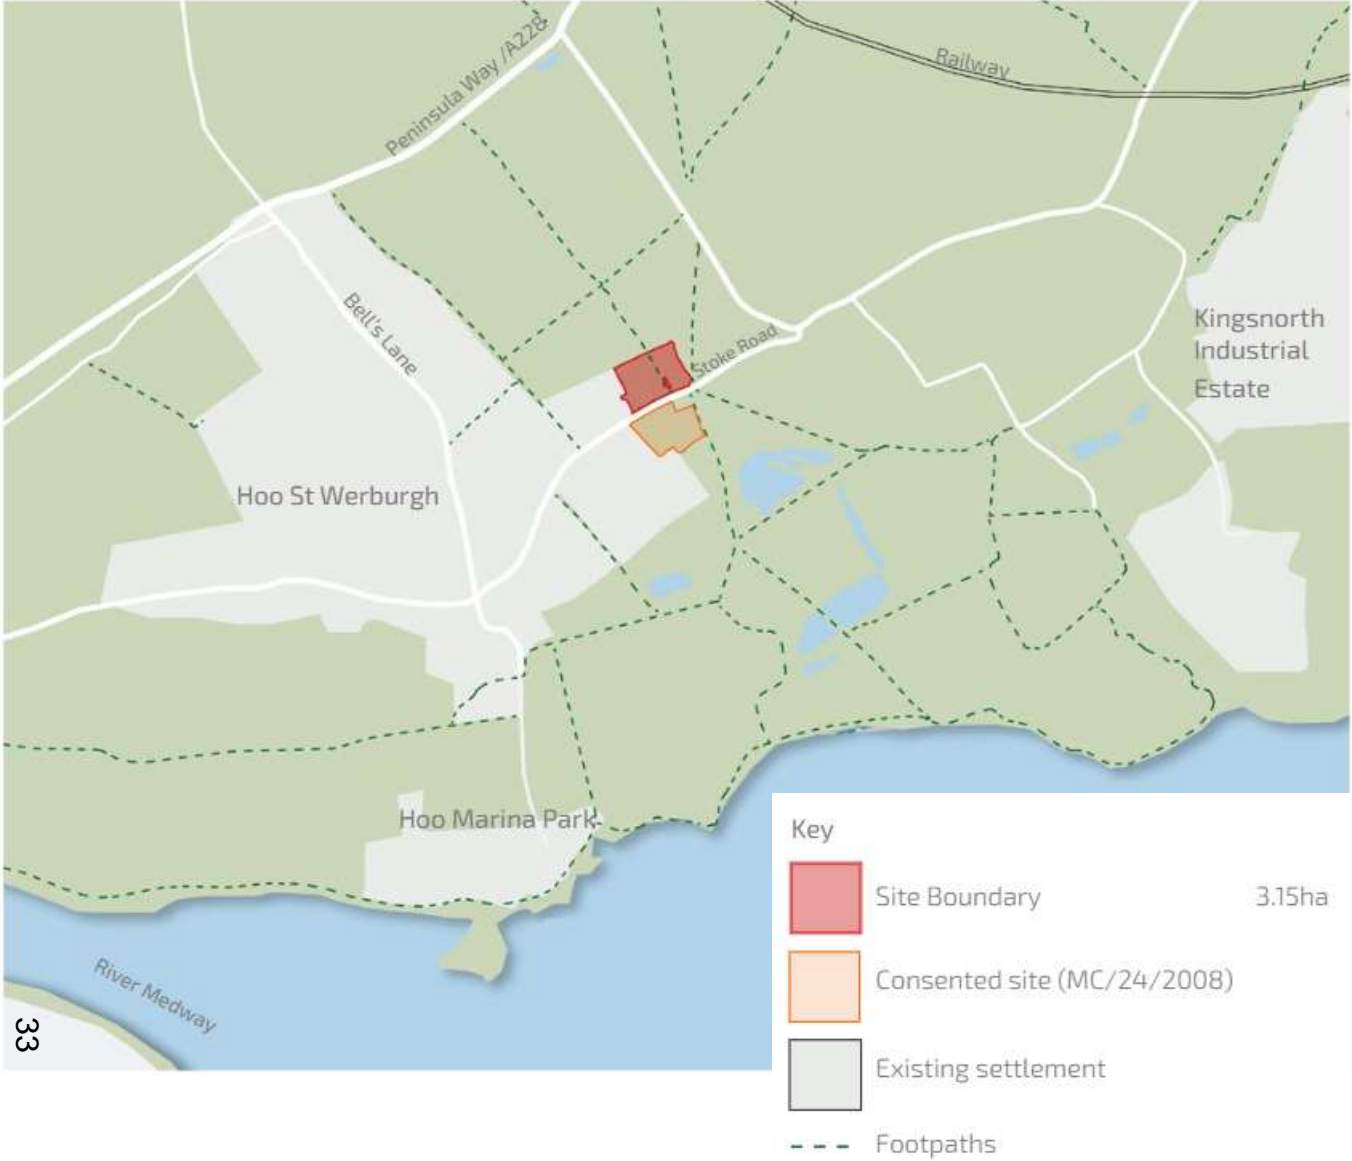 Peninsula Way /A228
Railway
Bell's Lane
Stoke Road
Kingsnorth
Industrial
Estate
Hoo St Werburgh
Hoo Marina Park
River Medway
33
Key
Site Boundary 3.15ha
Consented site (MC/24/2008)
Existing settlement
Footpaths